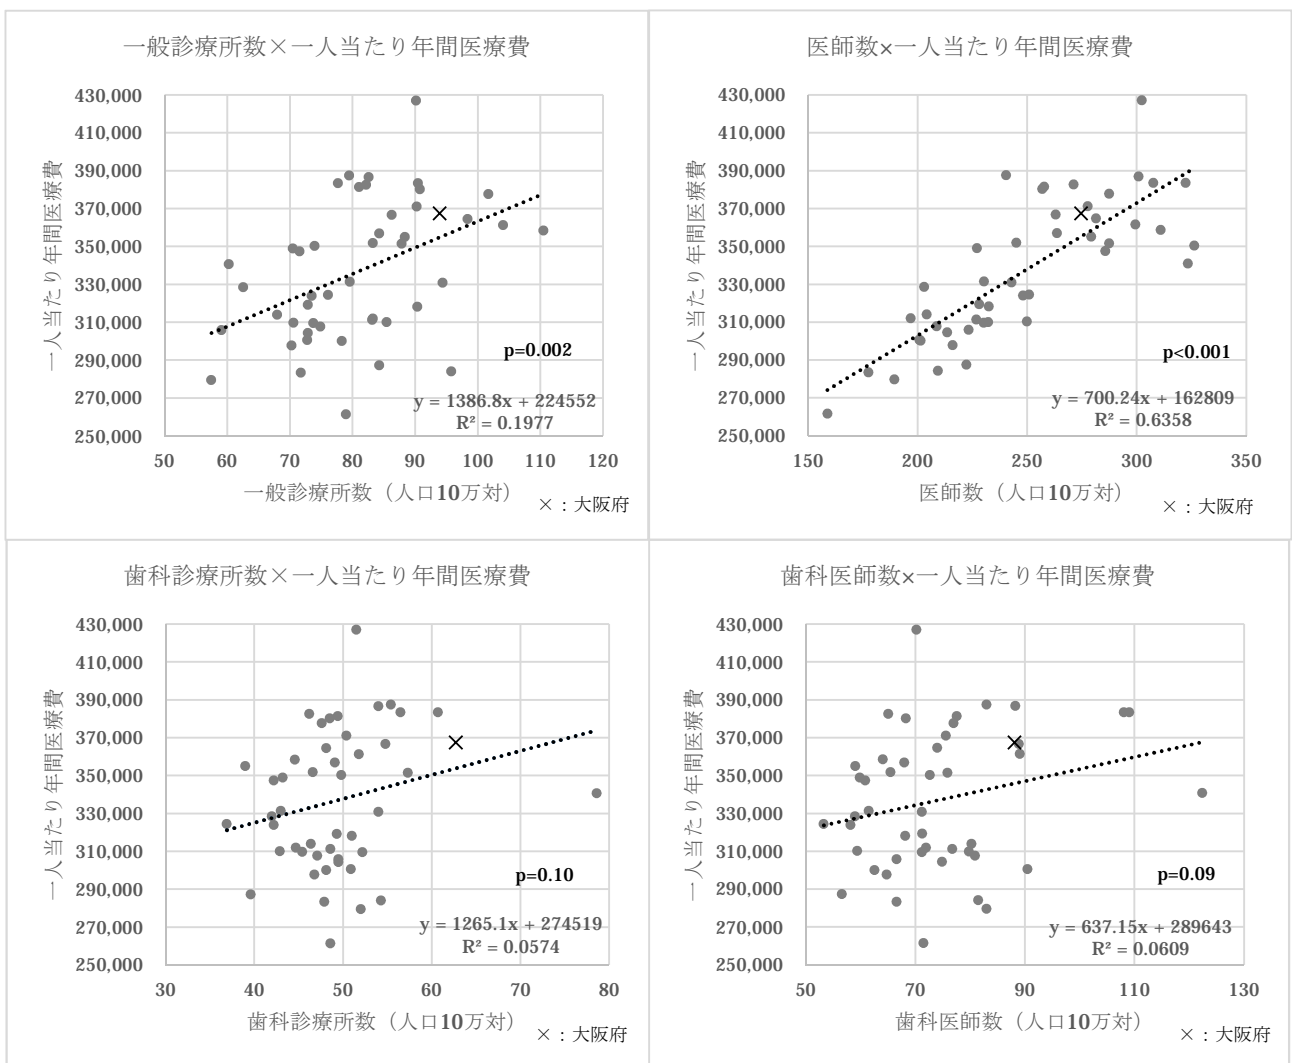 一般診療所数×一人当たり年間医療費
一人当たり年間医療費
430,000
410,000
390,000
370,000
350,000
330,000
310,000
290,000
270,000
250,000
p=0.002
y = 1386.8x + 224552
R² = 0.1977
50 60 70 80 90 100 110 120
一般診療所数（人口10万対）
×：大阪府
医師数×一人当たり年間医療費
一人当たり年間医療費
430,000
410,000
390,000
370,000
350,000
330,000
310,000
290,000
270,000
250,000
p<0.001
y = 700.24x + 162809
R² = 0.6358
150 200 250 300 350
医師数（人口10万対）
×：大阪府
歯科診療所数×一人当たり年間医療費
一人当たり年間医療費
430,000
410,000
390,000
370,000
350,000
330,000
310,000
290,000
270,000
250,000
p=0.10
y = 1265.1x + 274519
R² = 0.0574
30 40 50 60 70 80
歯科診療所数（人口10万対）
×：大阪府
歯科医師数×一人当たり年間医療費
一人当たり年間医療費
430,000
410,000
390,000
370,000
350,000
330,000
310,000
290,000
270,000
250,000
p=0.09
y = 637.15x + 289643
R² = 0.0609
50 70 90 110 130
歯科医師数（人口10万対）
×：大阪府